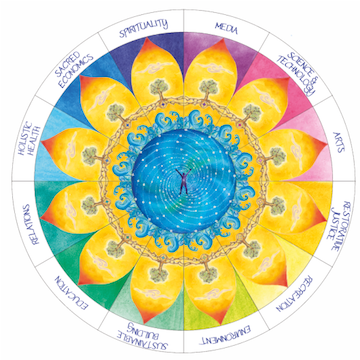 MEDIA
SCIENCE &
TECHNOLOGY
ARTS
RESTORATIVE
JUSTICE
RECREATION
ENVIRONMENT
SUSTAINABLE
BUILDING
EDUCATION
RELATIONS
HOLISTIC
HEALTH
SACRED
ECONOMICS
SPIRITUALITY